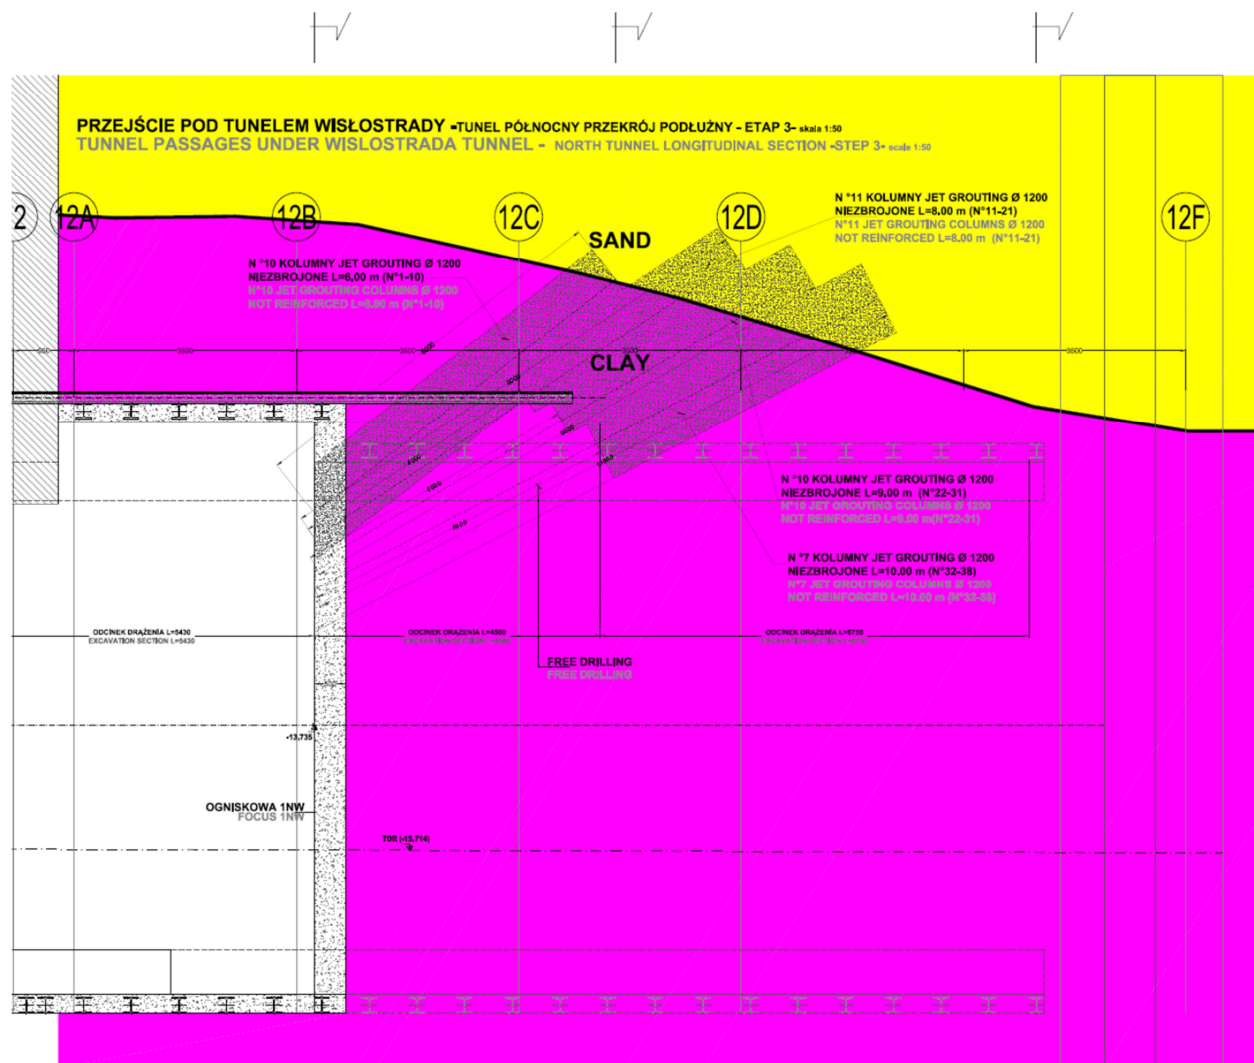 PRZEJŚCIE POD TUNELEM WISŁOSTRADY -TUNEL PÓŁNOCNY PRZEKRÓJ PODŁUŻNY - ETAP 3- skala 1:50
TUNNEL PASSAGES UNDER WISLOSTRADA TUNNEL - NORTH TUNNEL LONGITUDINAL SECTION -STEP 3- scale 1:50
2 12A 12B 12C 12D 12F
N °11 KOLUMNY JET GROUTING Ø 1200
NIEZBROJONE L=8,00 m (N°11-21)
N°11 JET GROUTING COLUMNS Ø 1200
NOT REINFORCED L=8.00 m (N°11-21)
SAND
N °10 KOLUMNY JET GROUTING Ø 1200
NIEZBROJONE L=6,00 m (N°1-10)
N°10 JET GROUTING COLUMNS Ø 1200
NOT REINFORCED L=6.00 m (N°1-10)
3500
CLAY
N °10 KOLUMNY JET GROUTING Ø 1200
NIEZBROJONE L=9,00 m (N°22-31)
N°10 JET GROUTING COLUMNS Ø 1200
NOT REINFORCED L=9.00 m(N°22-31)
N °7 KOLUMNY JET GROUTING Ø 1200
NIEZBROJONE L=10,00 m (N°32-38)
N°7 JET GROUTING COLUMNS Ø 1200
NOT REINFORCED L=10.00 m (N°32-38)
ODCINEK DRĄŻENIA L=5430
EXCAVATION SECTION L=5430
ODCINEK DRĄŻENIA
EXCAVATION SECTION
ODCINEK DRĄŻENIA L=6750
EXCAVATION SECTION
FREE DRILLING
FREE DRILLING
-13,735
OGNISKOWA 1NW
FOCUS 1NW
TOR (-15,714)